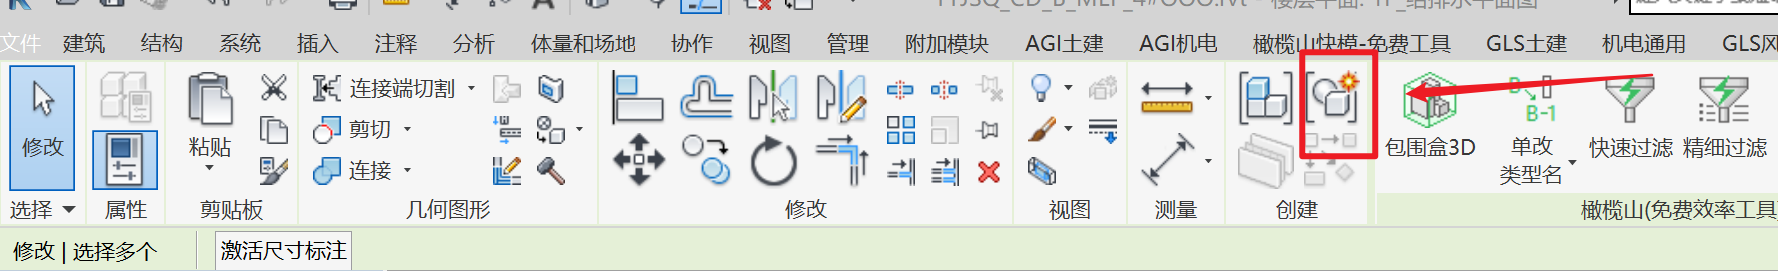 文件 建筑 结构 系统 插入 注释 分析 体量和场地 协作 视图 管理 附加模块 AGI土建 AGI机电 橄榄山快模-免费工具 GLS土建 机电通用 GLS风
连接端切割
剪切
连接
修改
粘贴
包围盒3D
单改
类型名
快速过滤
精细过滤
B-1
选择 属性 剪贴板 几何图形 修改 视图 测量 创建 橄榄山(免费效率工具
修改 | 选择多个 激活尺寸标注